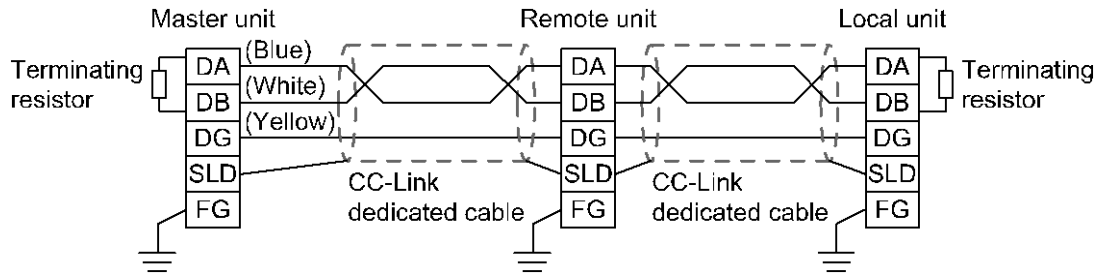 Master unit
Remote unit
Local unit
(Blue)
(White)
(Yellow)
Terminating
resistor
DA
DB
DG
SLD
FG
CC-Link
dedicated cable
DA
DB
DG
SLD
FG
CC-Link
dedicated cable
DA
DB
DG
SLD
FG
Terminating
resistor